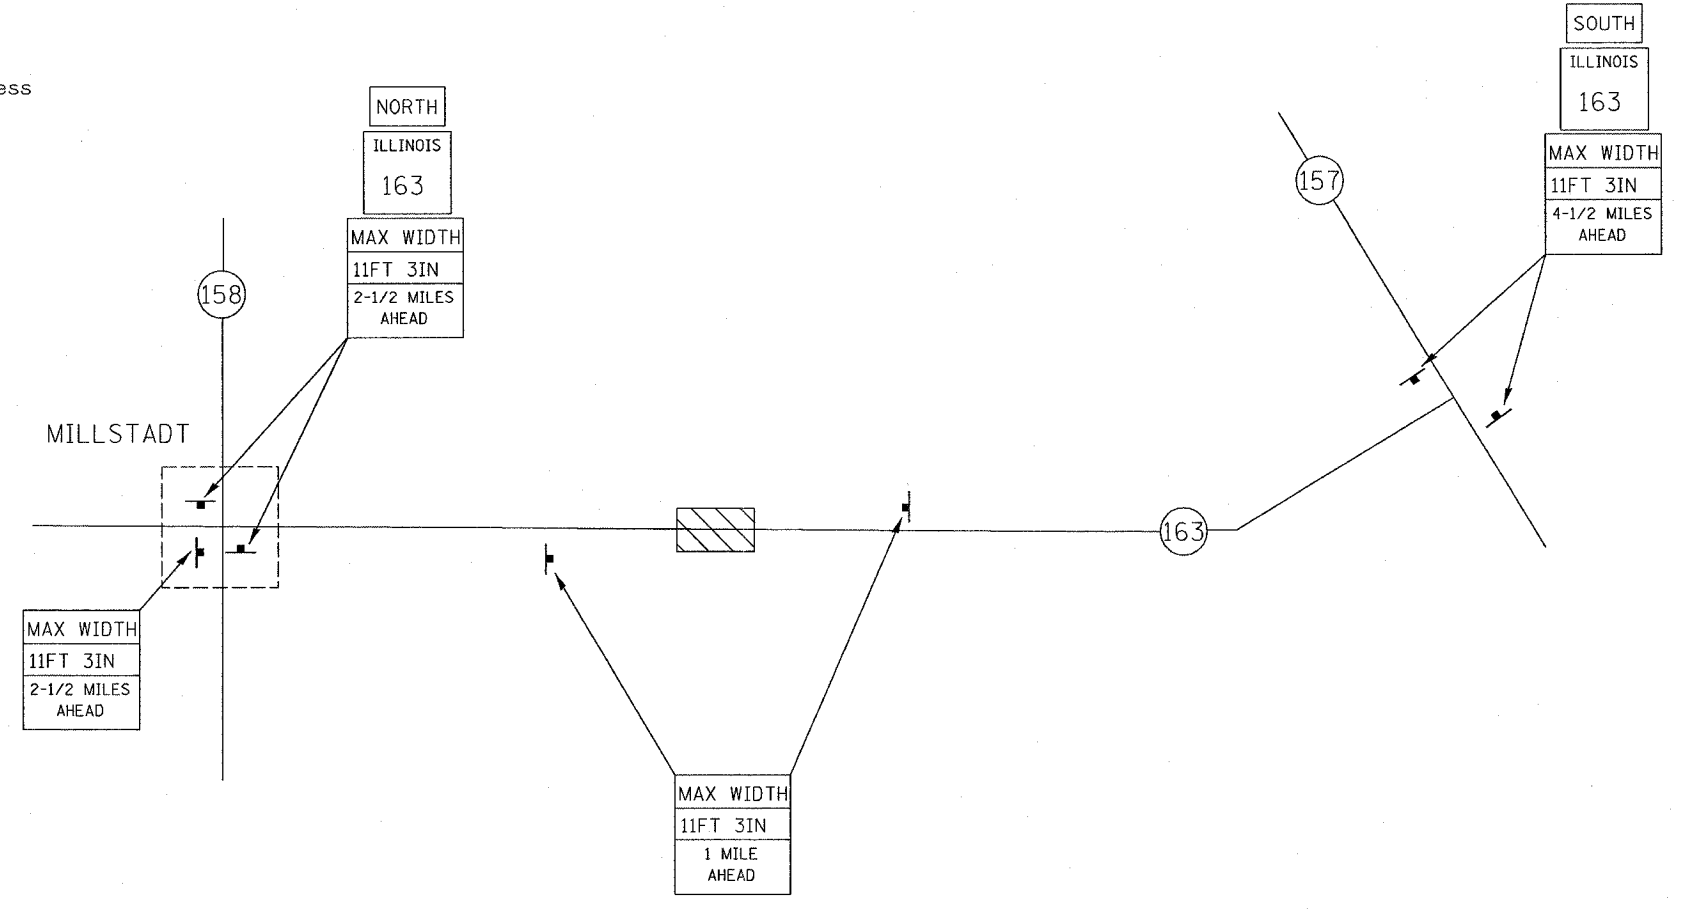 ess
NORTH
ILLINOIS
163
MAX WIDTH
11FT 3IN
2-1/2 MILES
AHEAD
SOUTH
ILLINOIS
163
MAX WIDTH
11FT 3IN
4-1/2 MILES
AHEAD
157
158
MILLSTADT
163
MAX WIDTH
11FT 3IN
2-1/2 MILES
AHEAD
MAX WIDTH
11FT 3IN
1 MILE
AHEAD